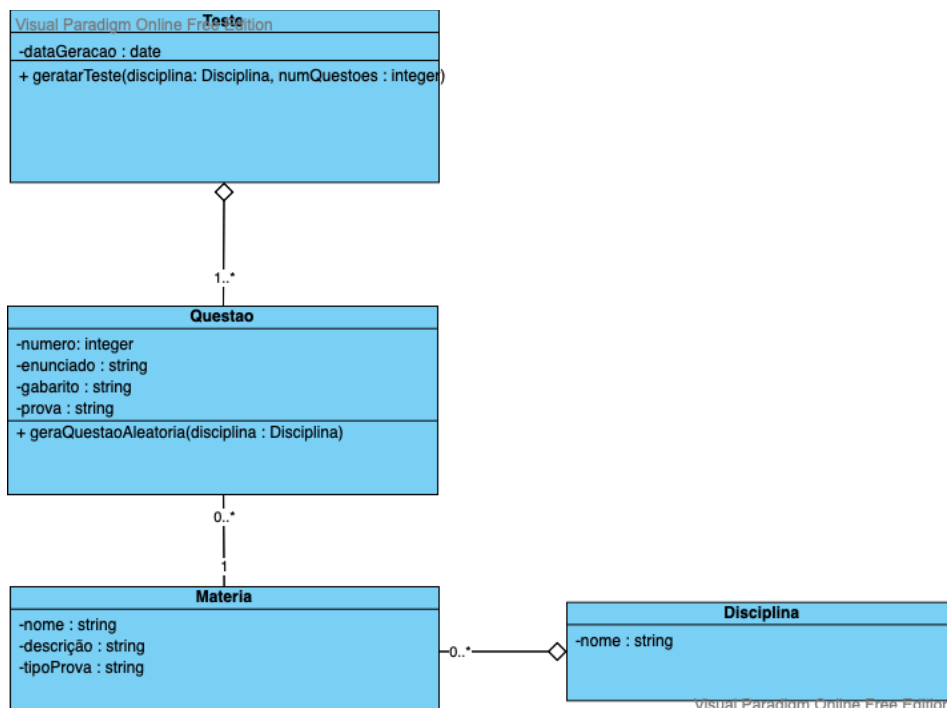 Visual Paradigm Online Free Edition
Teste
-dataGeracao : date
+ geratarTeste(disciplina: Disciplina, numQuestoes : integer)
1..*
Questao
-numero: integer
-enunciado : string
-gabarito : string
-prova : string
+ geraQuestaoAleatoria(disciplina : Disciplina)
0..*
1
Materia
-nome : string
-descrição : string
-tipoProva : string
0..*
Disciplina
-nome : string
Visual Paradigm Online Free Edition